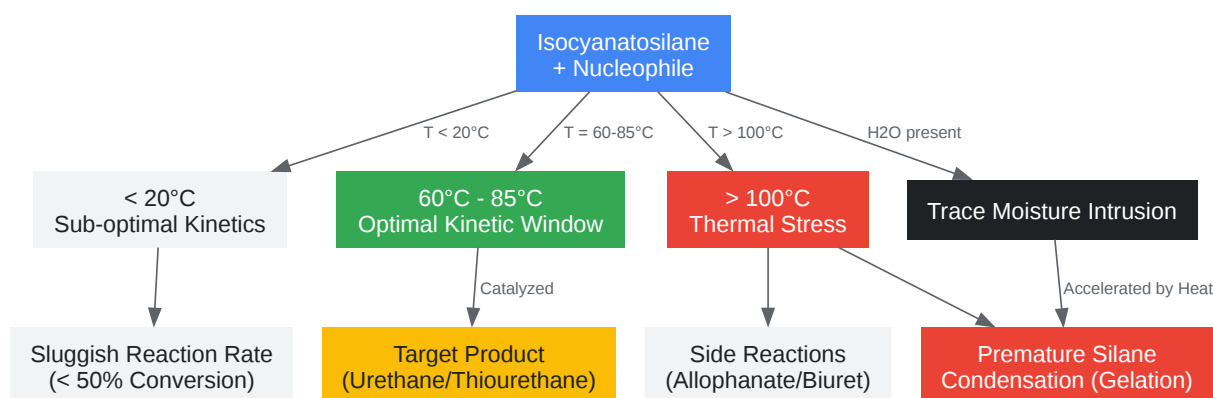 Isocyanatosilane
+ Nucleophile
T < 20°C
T = 60-85°C
T > 100°C
H2O present
< 20°C
Sub-optimal Kinetics
60°C - 85°C
Optimal Kinetic Window
> 100°C
Thermal Stress
Trace Moisture Intrusion
Catalyzed
Accelerated by Heat
Sluggish Reaction Rate
(< 50% Conversion)
Target Product
(Urethane/Thiourethane)
Side Reactions
(Allophanate/Biuret)
Premature Silane
Condensation (Gelation)